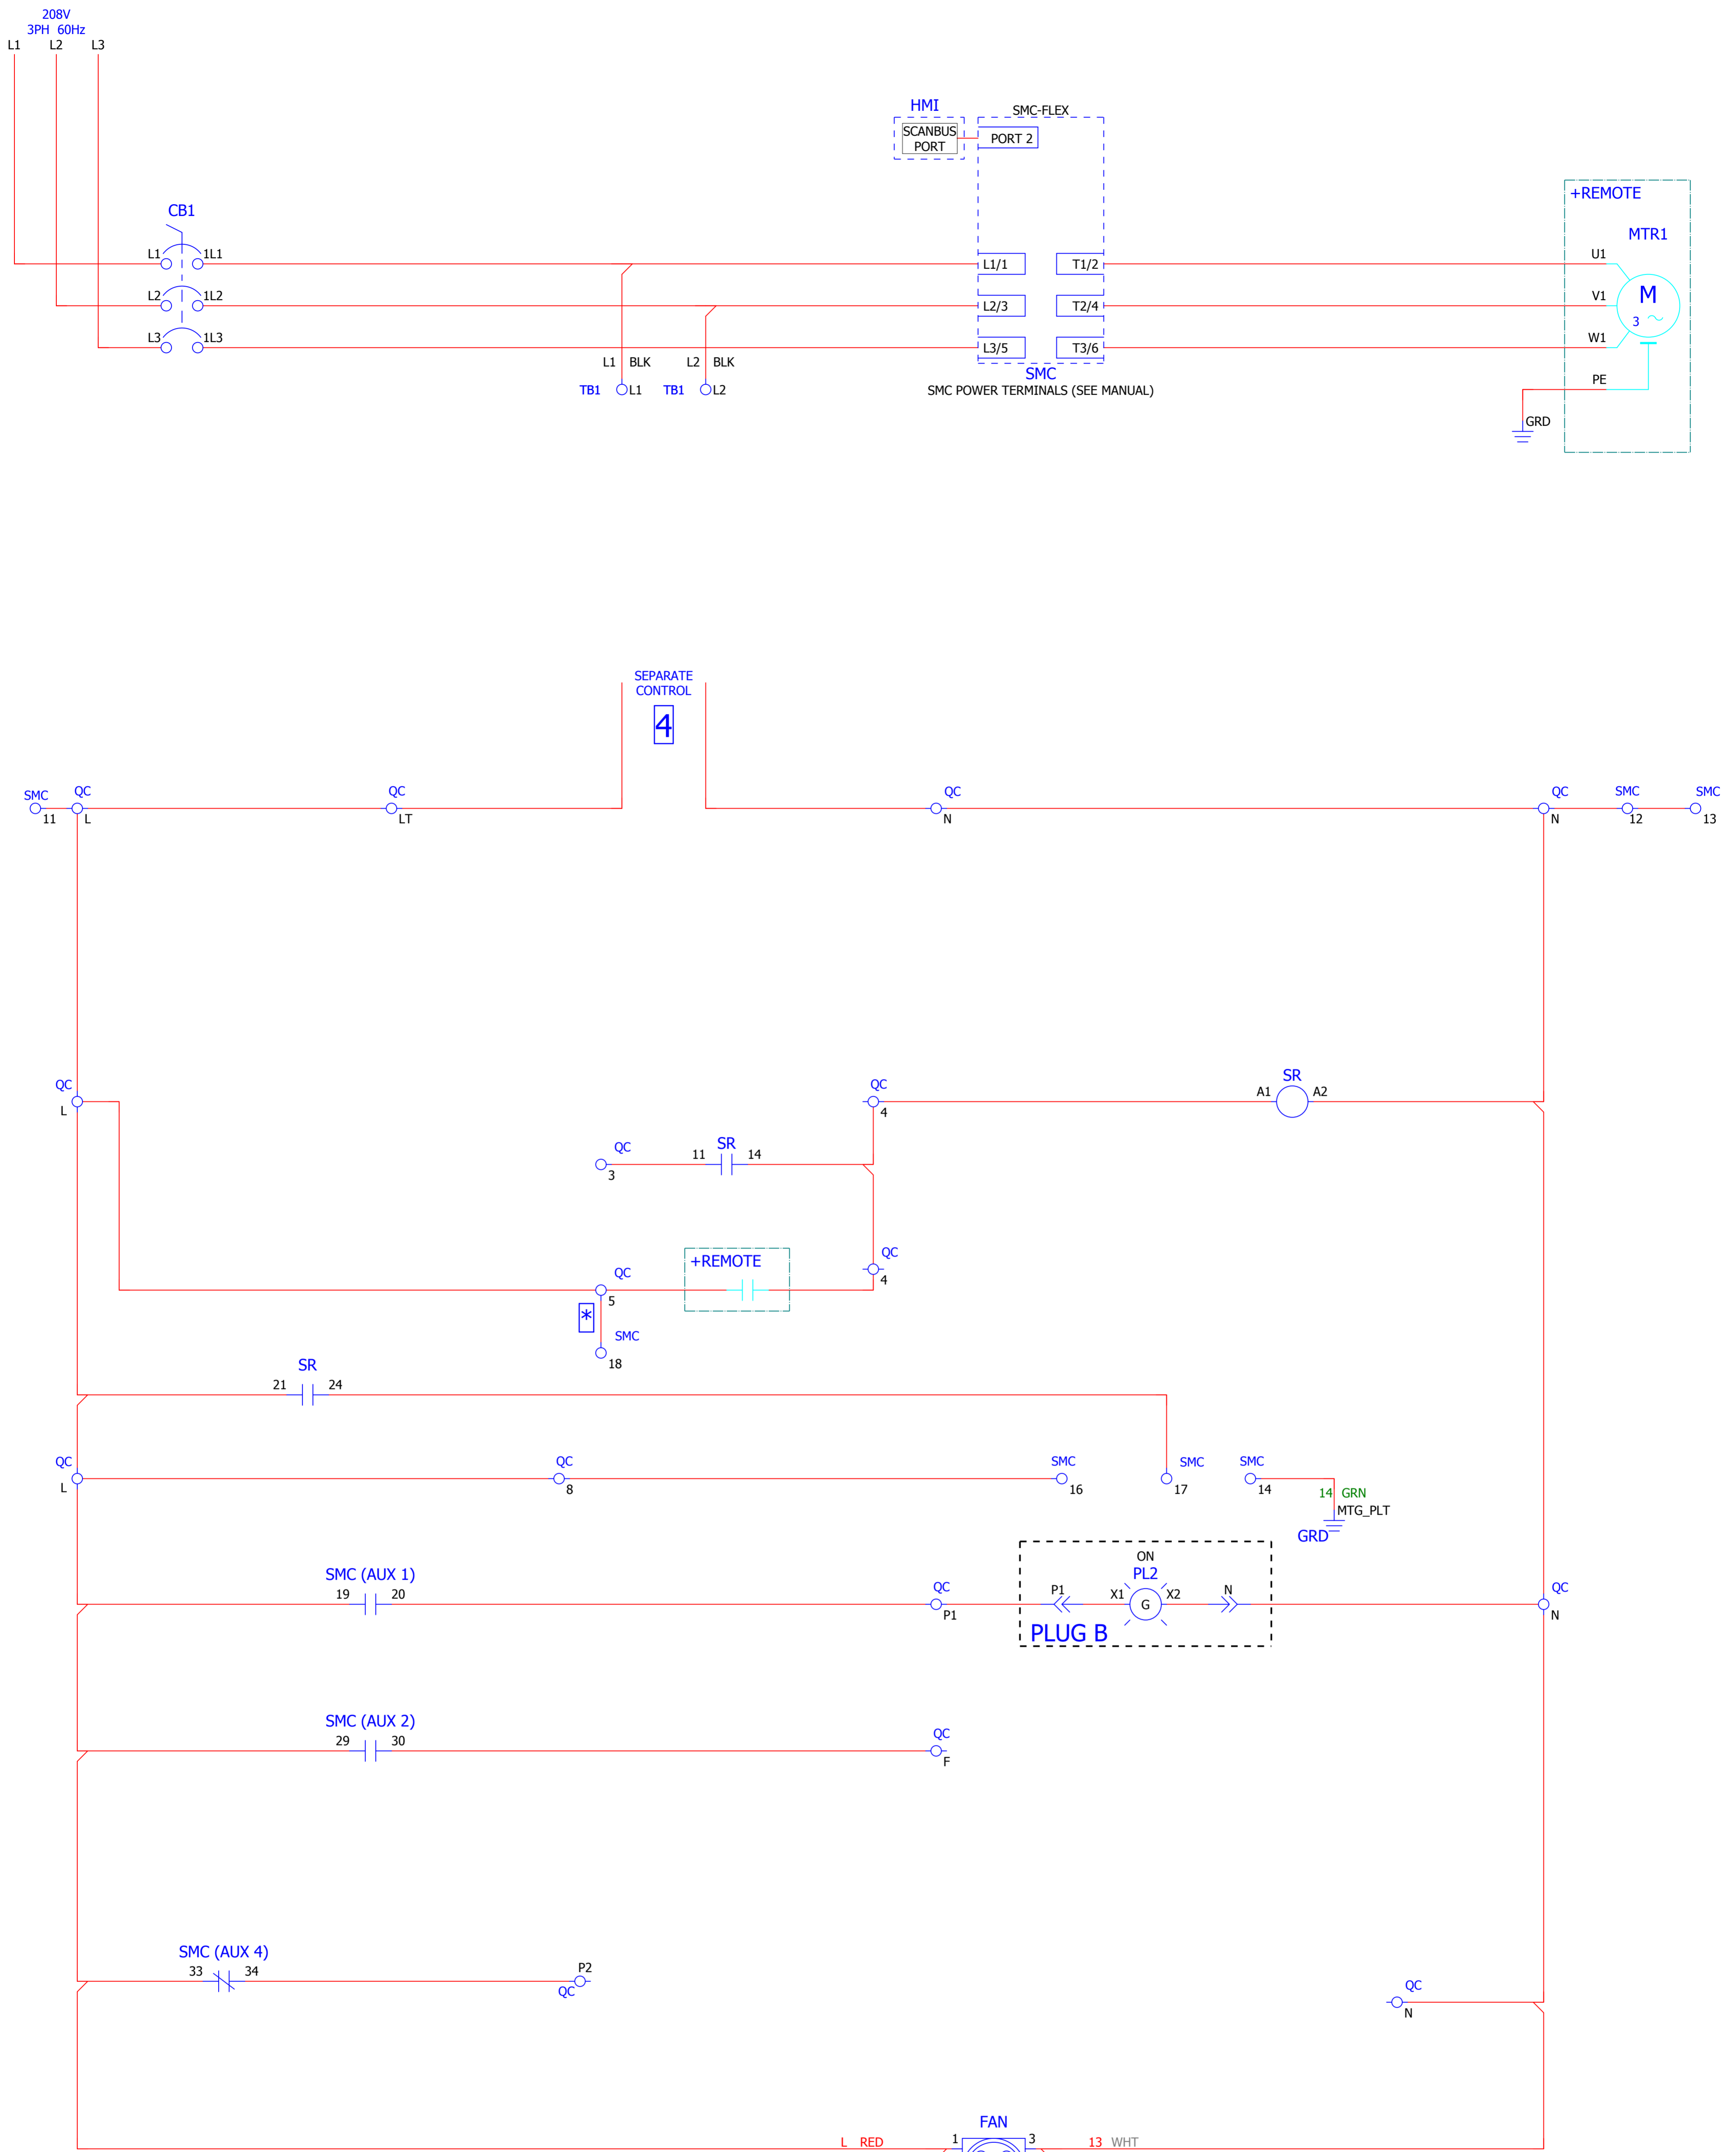 208V
3PH 60Hz
L1 L2 L3
HMI
SCANBUS
PORT
SMC-FLEX
PORT 2
+REMOTE
MTR1
CB1
L1 1L1
L2 1L2
L3 1L3
L1/1 T1/2
L2/3 T2/4
L3/5 T3/6
U1
V1
W1
PE
M
3
GRD
L1 BLK
L2 BLK
TB1 L1
TB1 L2
SMC
SMC POWER TERMINALS (SEE MANUAL)
SEPARATE
CONTROL
4
SMC
11
QC
L
QC
LT
QC
N
QC
N
SMC
12
SMC
13
QC
L
QC
4
SR
A1 A2
QC
3
SR
11 14
QC
4
+REMOTE
QC
5
*
SMC
18
SR
21 24
QC
L
QC
8
SMC
16
SMC
17
SMC
14
14 GRN
MTG_PLT
GRD
SMC (AUX 1)
19 20
QC
P1
ON
PL2
P1 X1 G X2 N
PLUG B
QC
N
SMC (AUX 2)
29 30
QC
F
SMC (AUX 4)
33 34
P2
QC
QC
N
FAN
L RED 1 3 13 WHT